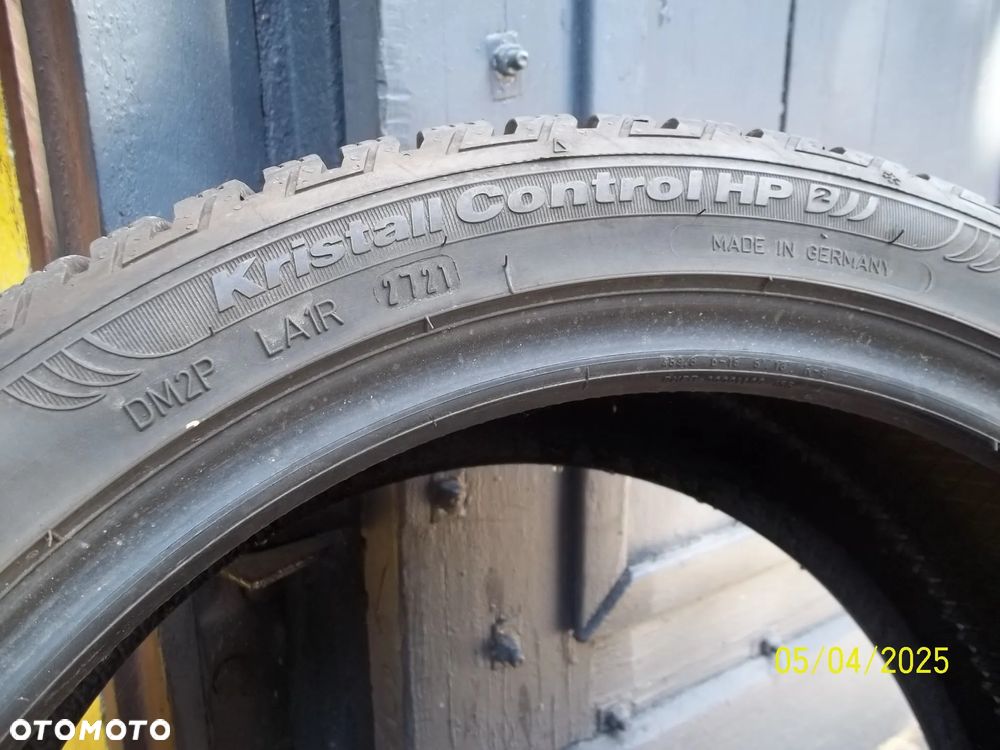 Kristall Control HP 2
MADE IN GERMANY
DM2P LA1R 2721
05/04/2025
OTOMOTO